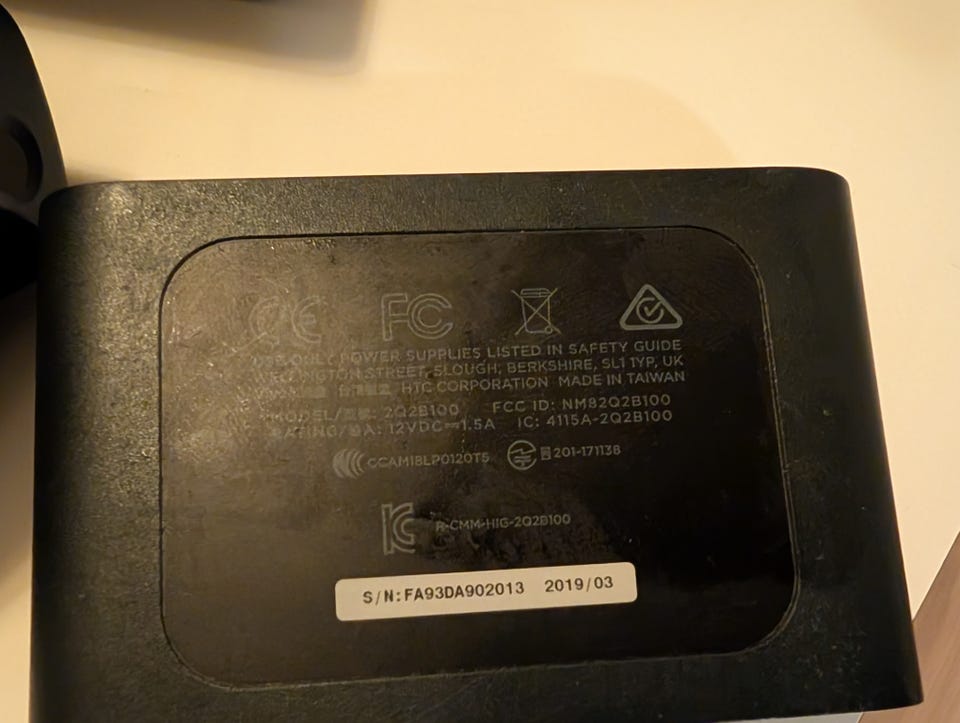 CE FC
USE ONLY POWER SUPPLIES LISTED IN SAFETY GUIDE
WELLINGTON STREET, SLOUGH, BERKSHIRE, SL1 1YP, UK
HTC CORPORATION MADE IN TAIWAN
MODEL/ : 2Q2B100 FCC ID: NM82Q2B100
RATING/ : 12VDC⎓1.5A IC: 4115A-2Q2B100
CCAM18LP0120T5 201-171138
R-CMM-H1G-2Q2B100
S/N:FA93DA902013 2019/03